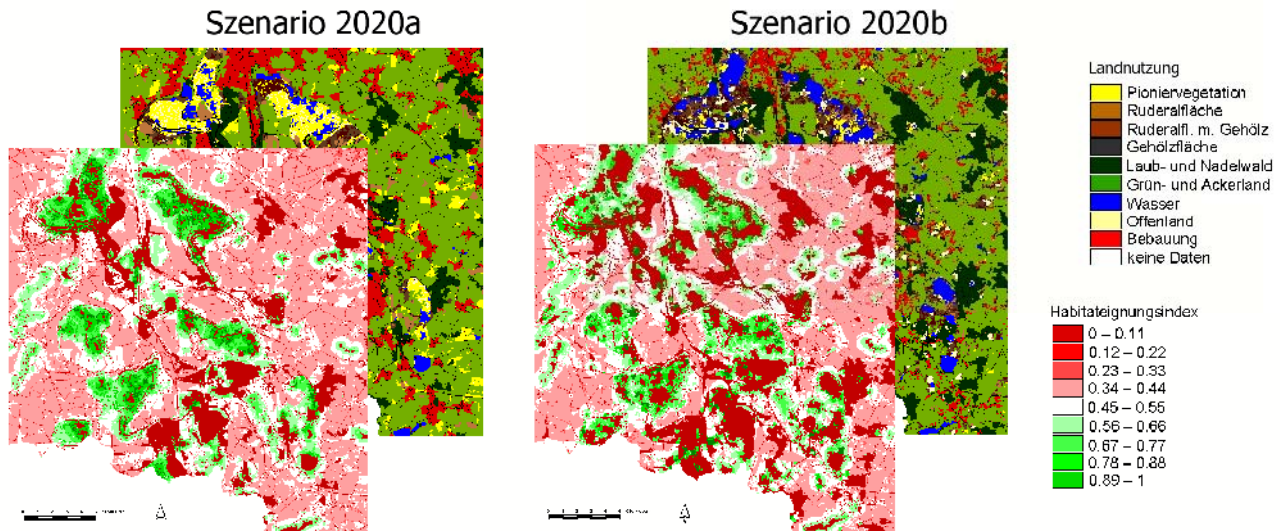 Szenario 2020a
Szenario 2020b
Landnutzung
Pioniervegetation
Ruderalfläche
Ruderalfl. m. Gehölz
Gehölzfläche
Laub- und Nadelwald
Grün- und Ackerland
Wasser
Offenland
Bebauung
keine Daten
Habitateignungsindex
0 – 0.11
0.12 – 0.22
0.23 – 0.33
0.34 – 0.44
0.45 – 0.55
0.56 – 0.66
0.67 – 0.77
0.78 – 0.88
0.89 – 1